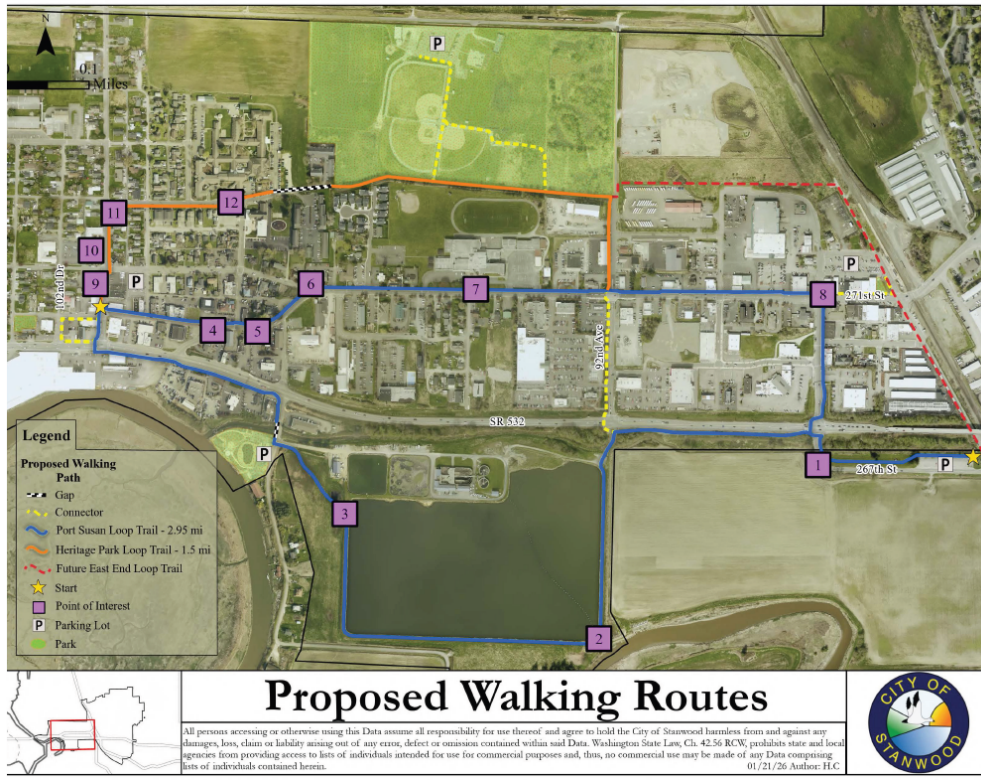 N
0
0.1
Miles
P
12
11
10
9
P
102nd Dr
6
7
4
5
P
8
271st St
92nd Ave
SR 532
P
1
267th St
P
3
2
Legend
Proposed Walking
Path
Gap
Connector
Port Susan Loop Trail - 2.95 mi
Heritage Park Loop Trail - 1.5 mi
Future East End Loop Trail
Start
Point of Interest
P Parking Lot
Park
Proposed Walking Routes
All persons accessing or otherwise using this Data assume all responsibility for use thereof and agree to hold the City of Stanwood harmless from and against any
damages, loss, claim or liability arising out of any error, defect or omission contained within said Data. Washington State Law, Ch. 42.56 RCW, prohibits state and local
agencies from providing access to lists of individuals intended for use for commercial purposes and, thus, no commercial use may be made of any Data comprising
lists of individuals contained herein.
01/21/26 Author: H.C
CITY OF
STANWOOD